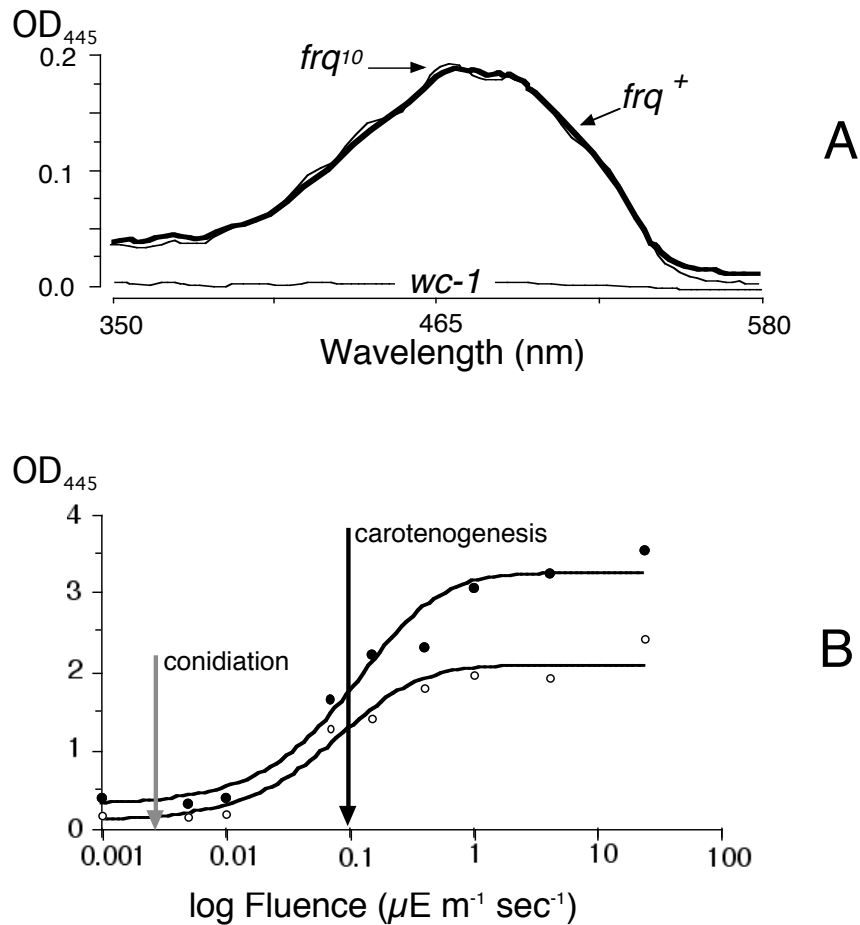 OD₄₄₅
0.2
0.1
0.0
frq¹⁰
frq ⁺
wc-1
A
350 465 580
Wavelength (nm)
OD₄₄₅
4
3
2
1
0
carotenogenesis
conidiation
B
0.001 0.01 0.1 1 10 100
log Fluence (µE m⁻¹ sec⁻¹)